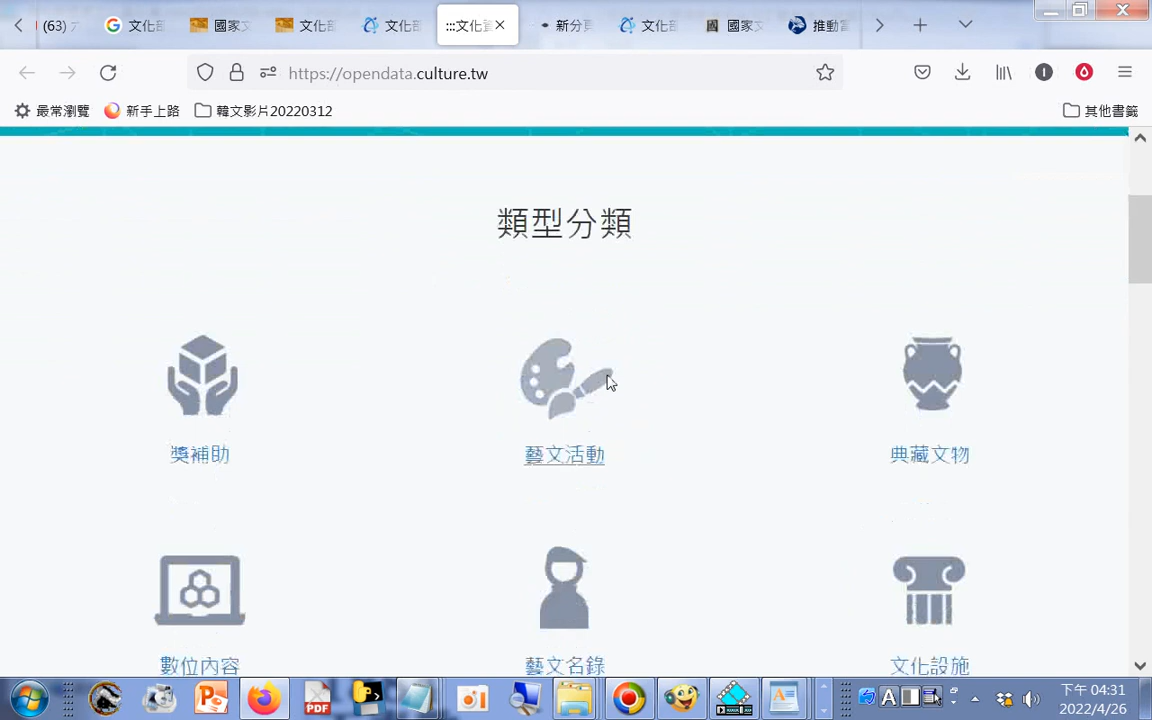 (63)
文化部
國家文
文化部
文化部
:::文化資
新分頁
文化部
國家文
推動
https://opendata.culture.tw
最常瀏覽
新手上路
韓文影片20220312
其他書籤
類型分類
獎補助
藝文活動
典藏文物
數位內容
藝文名錄
文化設施
下午 04:31
2022/4/26